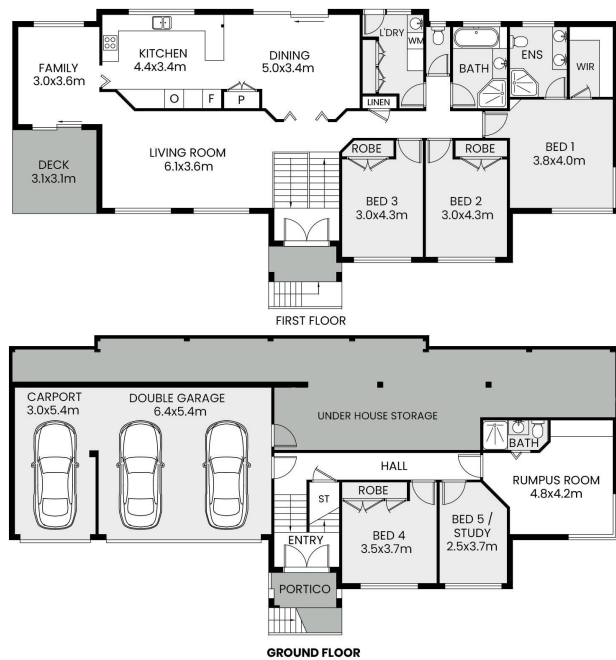 FAMILY
3.0x3.6m
KITCHEN
4.4x3.4m
DINING
5.0x3.4m
L'DRY
WM
BATH
ENS
WIR
O
F
P
LINEN
DECK
3.1x3.1m
LIVING ROOM
6.1x3.6m
ROBE
BED 3
3.0x4.3m
ROBE
BED 2
3.0x4.3m
BED 1
3.8x4.0m
FIRST FLOOR
CARPORT
3.0x5.4m
DOUBLE GARAGE
6.4x5.4m
UNDER HOUSE STORAGE
BATH
HALL
RUMPUS ROOM
4.8x4.2m
ST
ROBE
ENTRY
BED 4
3.5x3.7m
BED 5 /
STUDY
2.5x3.7m
PORTICO
GROUND FLOOR